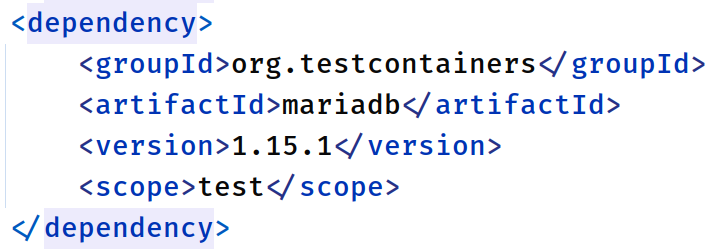 <dependency>
    <groupId>org.testcontainers</groupId>
    <artifactId>mariadb</artifactId>
    <version>1.15.1</version>
    <scope>test</scope>
</dependency>